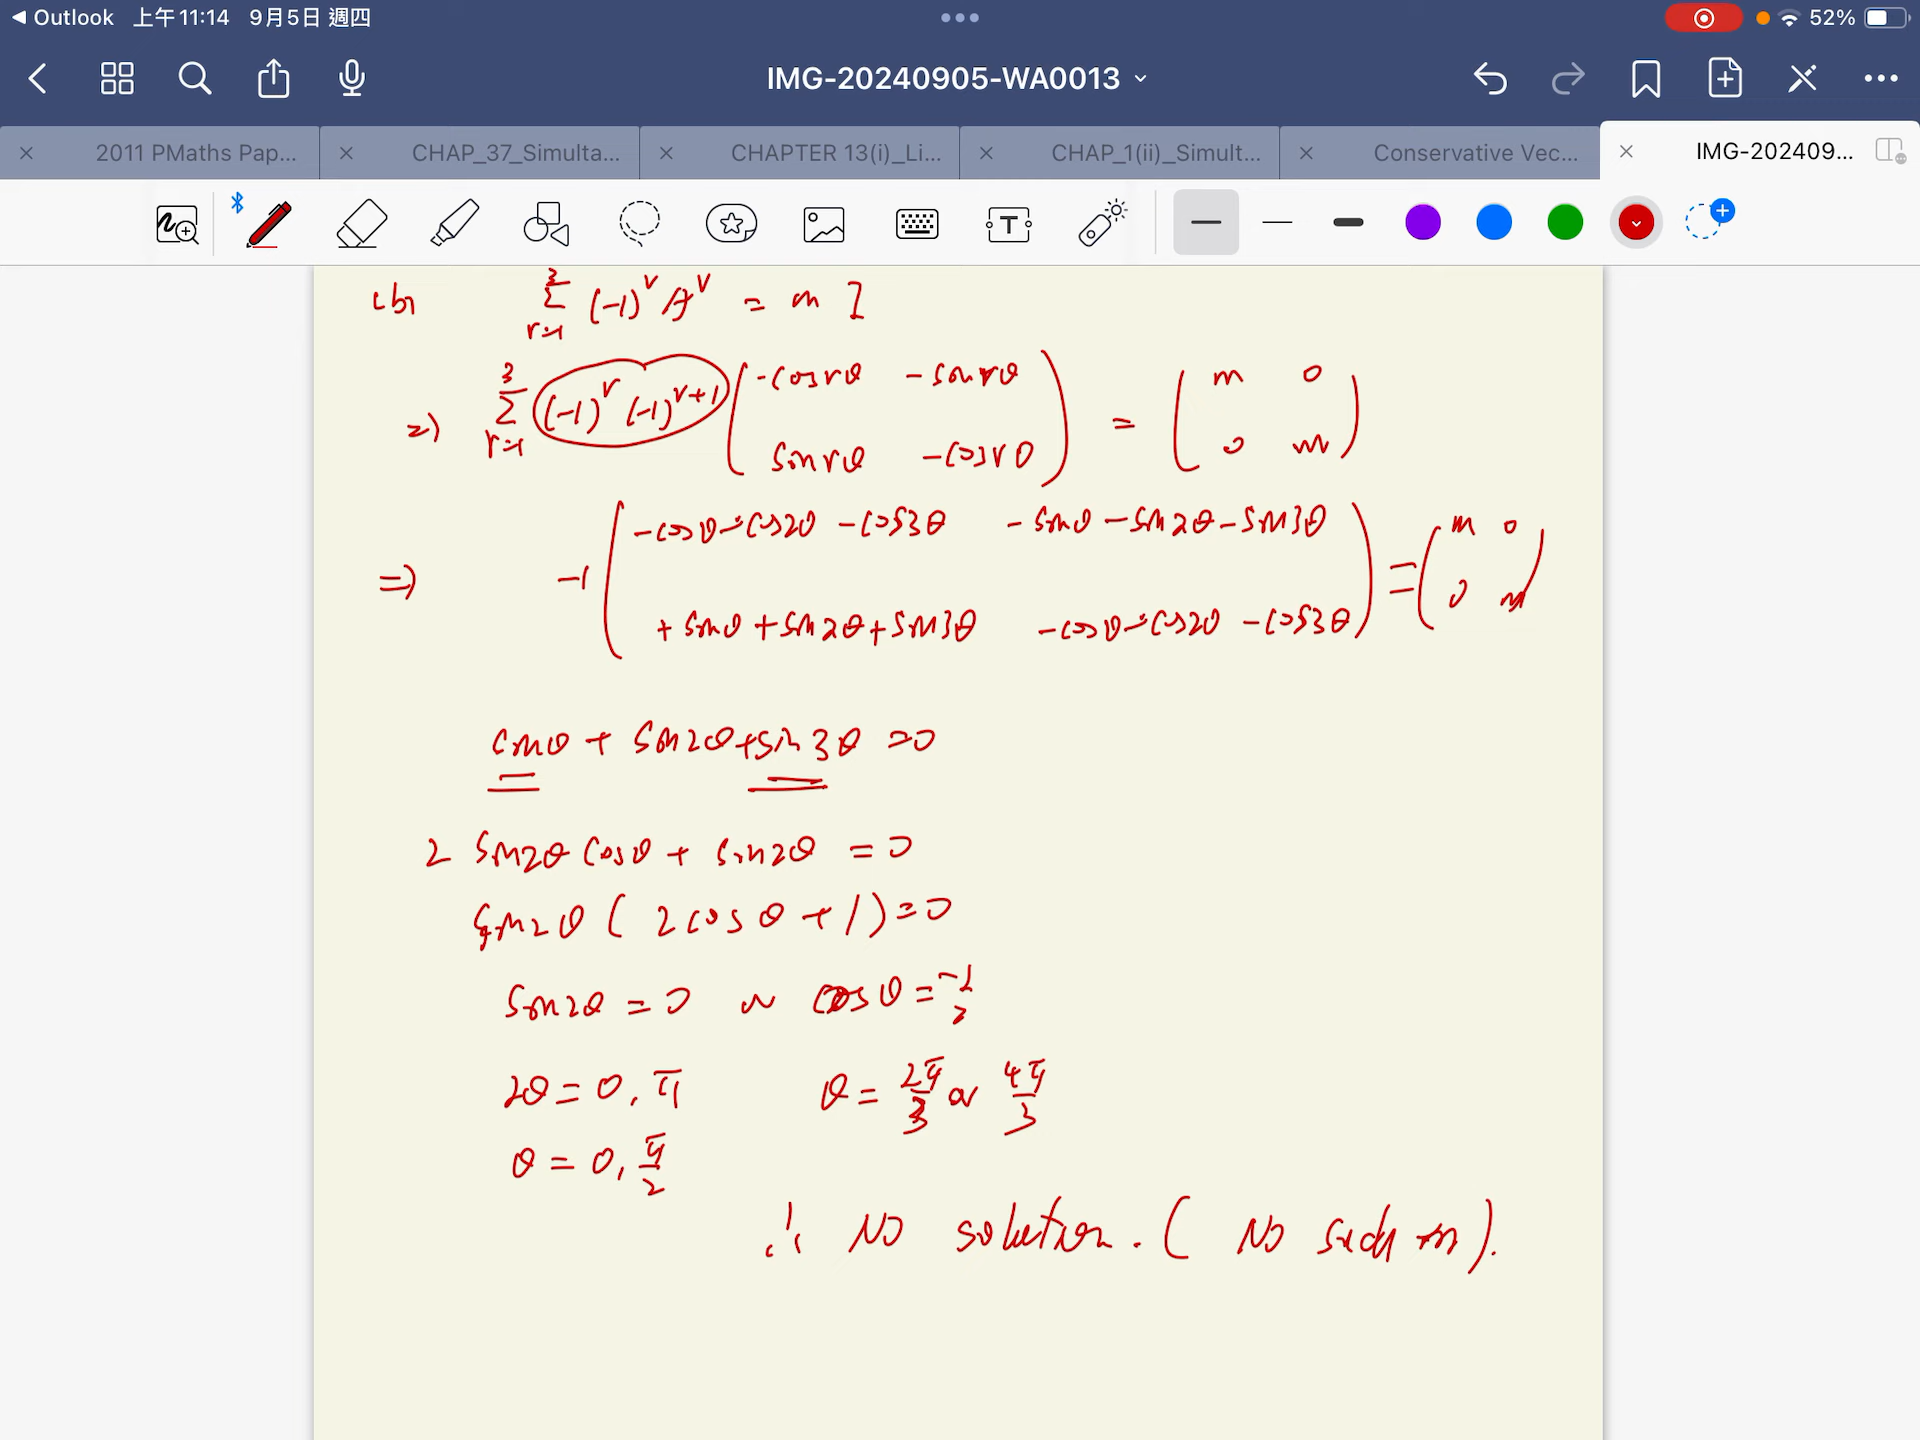 Outlook 上午11:14 9月5日 週四 52%
IMG-20240905-WA0013
2011 PMaths Pap... CHAP_37_Simulta... CHAPTER 13(i)_Li... CHAP_1(ii)_Simult... Conservative Vec... IMG-202409...
T
(b) 3 Σ r=1 (-1)^r A^r = m I
⇒) 3 Σ r=1 (-1)^r (-1)^{r+1} ( -cos rθ -sin rθ = ( m 0
sin rθ -cos rθ ) 0 m )
⇒) -1 ( -cosθ-cos2θ -cos3θ -sinθ -sin2θ -sin3θ = ( m 0
+ sinθ + sin2θ + sin3θ -cosθ-cos2θ -cos3θ ) 0 m )
sinθ + sin2θ + sin 3θ = 0
2 sin2θ cosθ + sin2θ = 0
sin2θ ( 2cosθ + 1) = 0
sin2θ = 0 or cosθ = -1/2
2θ = 0, π θ = 2π/3 or 4π/3
θ = 0, π/2
∴ No solution. ( No such m ).